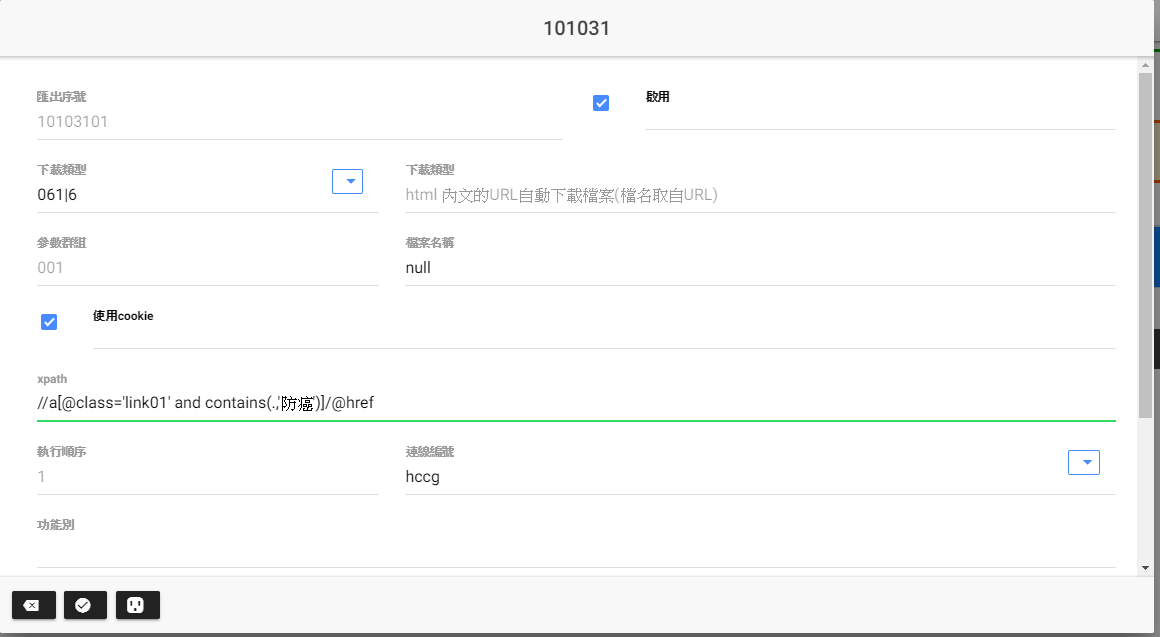 101031
匯出序號
10103101
啟用
下載類型
061|6
下載類型
html 內文的URL自動下載檔案(檔名取自URL)
參數群組
001
檔案名稱
null
使用cookie
xpath
//a[@class='link01' and contains(.,'防癌')]/@href
執行順序
1
連線編號
hccg
功能別